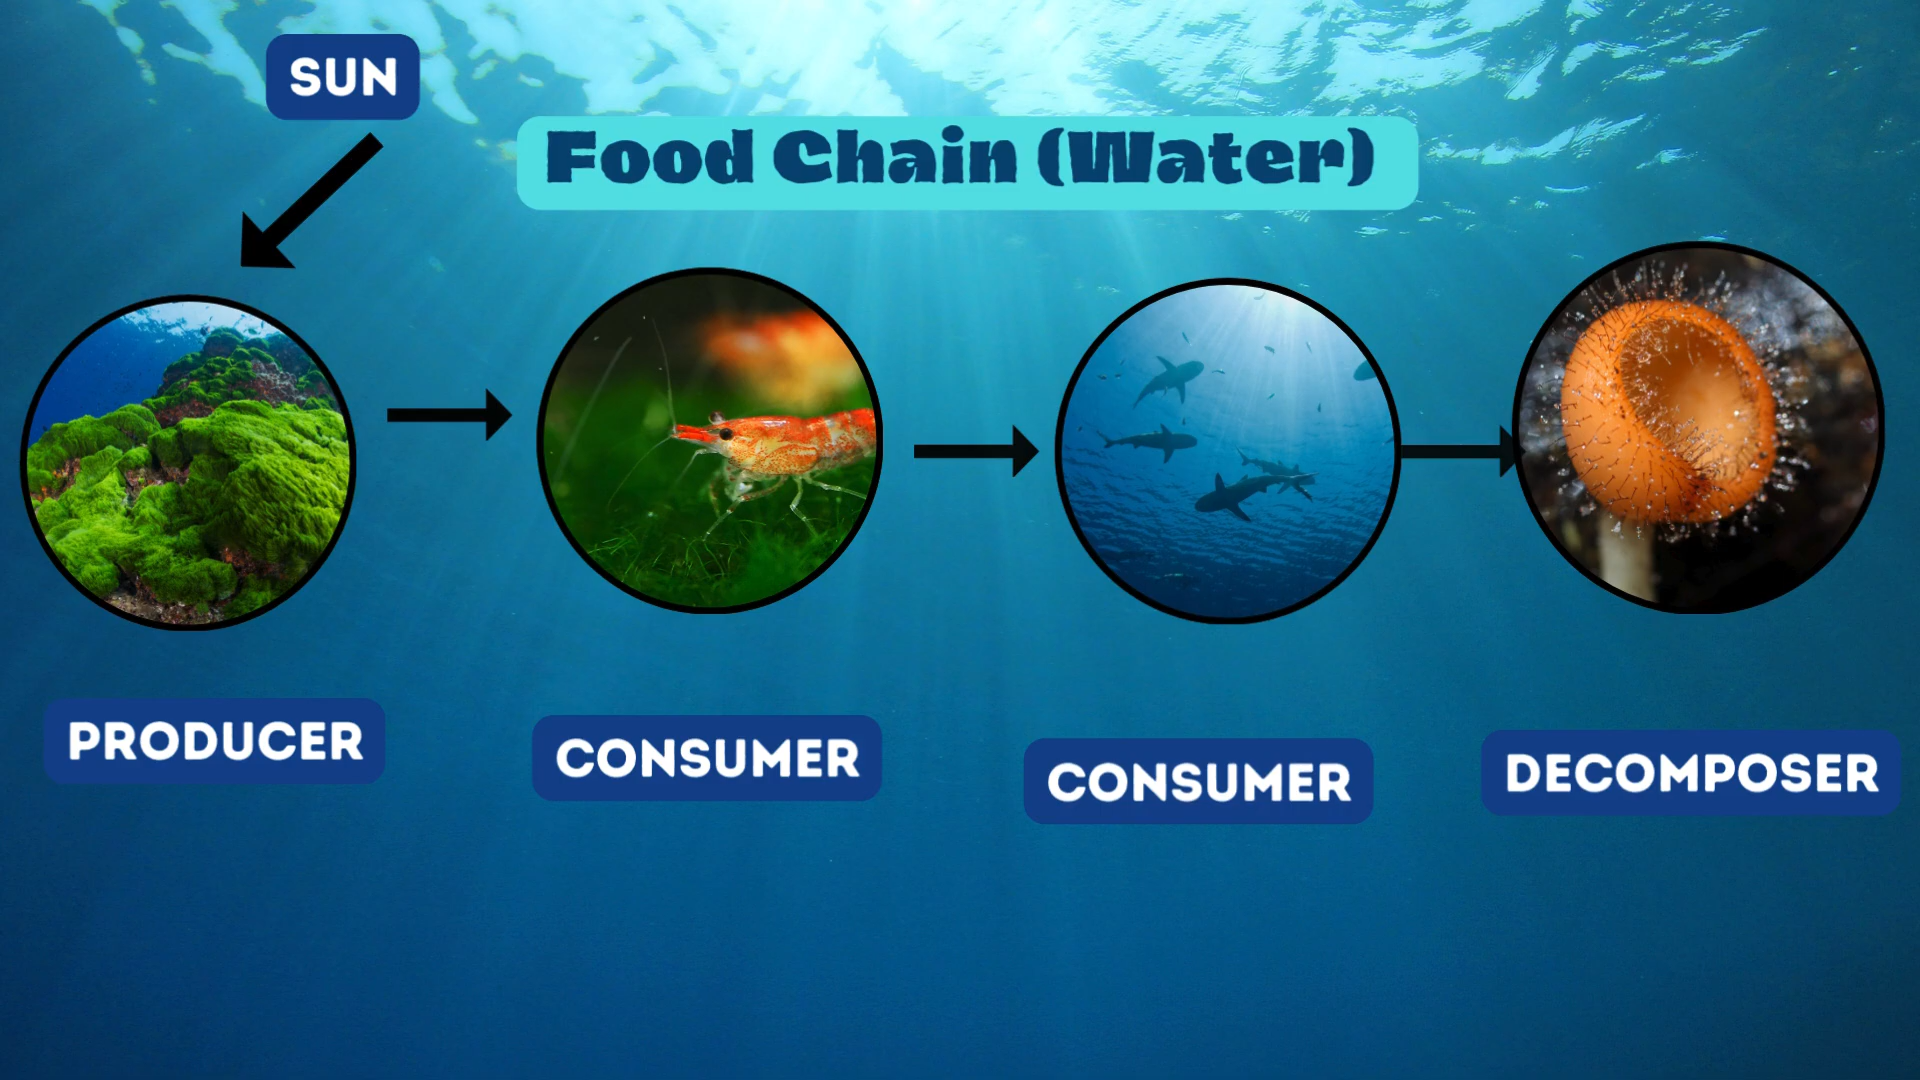 SUN
Food Chain (Water)
PRODUCER
CONSUMER
CONSUMER
DECOMPOSER